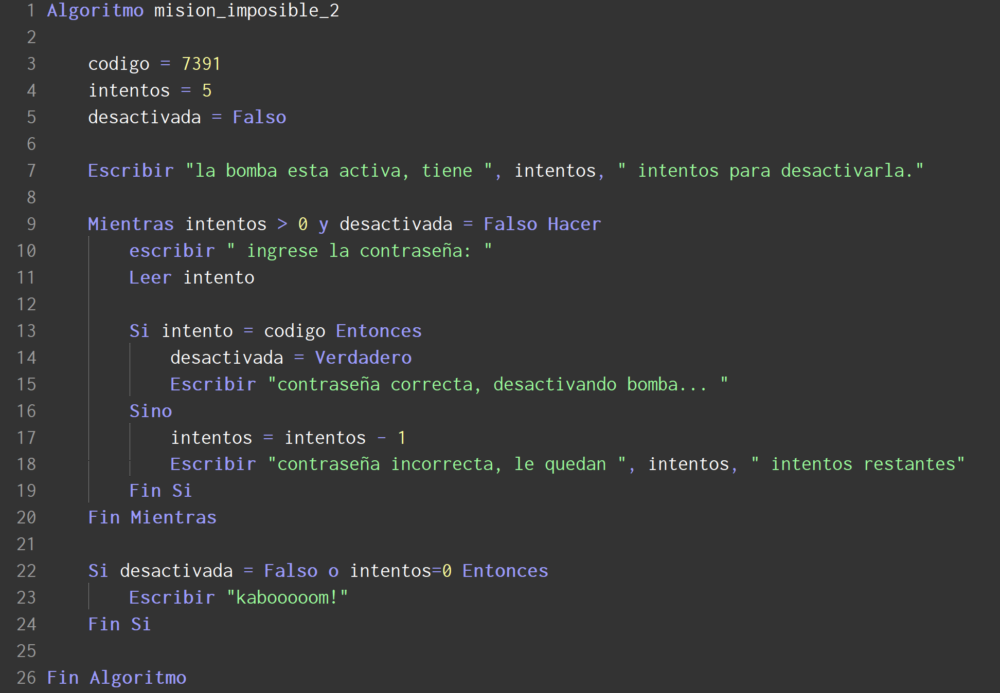 1 Algoritmo mision_imposible_2
2
3 codigo = 7391
4 intentos = 5
5 desactivada = Falso
6
7 Escribir "la bomba esta activa, tiene ", intentos, " intentos para desactivarla."
8
9 Mientras intentos > 0 y desactivada = Falso Hacer
10 escribir " ingrese la contraseña: "
11 Leer intento
12
13 Si intento = codigo Entonces
14 desactivada = Verdadero
15 Escribir "contraseña correcta, desactivando bomba... "
16 Sino
17 intentos = intentos - 1
18 Escribir "contraseña incorrecta, le quedan ", intentos, " intentos restantes"
19 Fin Si
20 Fin Mientras
21
22 Si desactivada = Falso o intentos=0 Entonces
23 Escribir "kabooooom!"
24 Fin Si
25
26 Fin Algoritmo